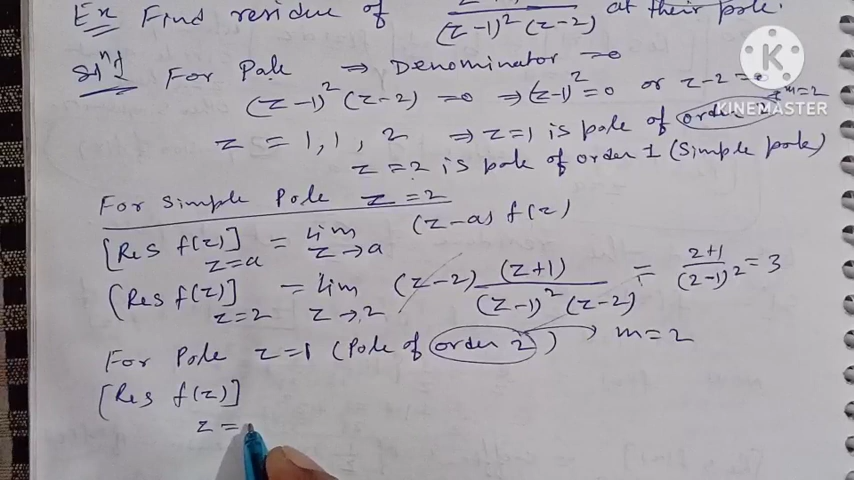 Ex Find residue of z+1/(z-1)²(z-2) at their pole.
Solⁿ For Pole ⇒ Denominator = 0
(z-1)²(z-2) = 0 ⇒ (z-1)² = 0 or z-2 = 0
z = 1, 1, 2 ⇒ z = 1 is pole of order 2 m = 2
z = 2 is pole of order 1 (Simple pole)
For Simple Pole z = 2
[Res f(z)] z=a = lim z→a (z-a) f(z)
[Res f(z)] z=2 = lim z→2 (z-2) (z+1)/(z-1)²(z-2) = 2+1/(2-1)² = 3
For Pole z=1 (Pole of order 2) → m = 2
[Res f(z)]
z =
KINEMASTER